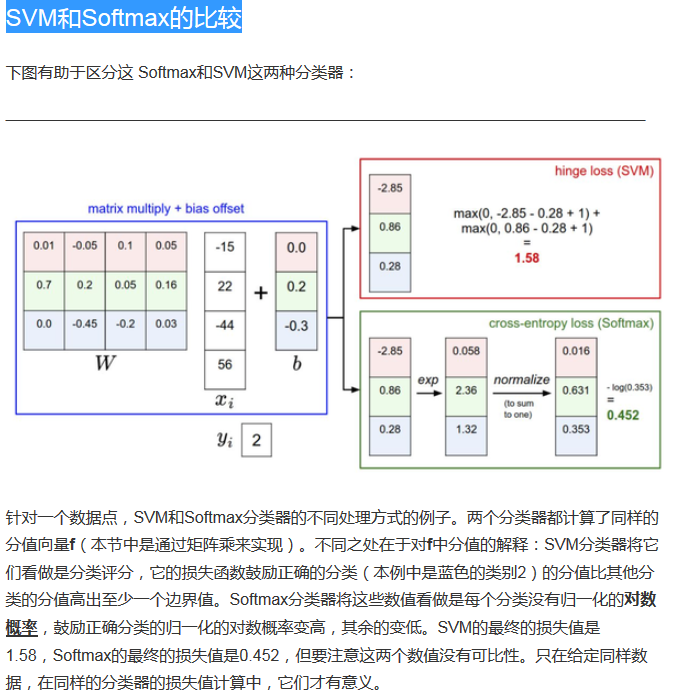 SVM和Softmax的比较
下图有助于区分这 Softmax和SVM这两种分类器：
hinge loss (SVM)
matrix multiply + bias offset
0.01 -0.05 0.1 0.05
0.7 0.2 0.05 0.16
0.0 -0.45 -0.2 0.03
W
-15
22
-44
56
xi
+
0.0
0.2
-0.3
b
yi 2
-2.85
0.86
0.28
max(0, -2.85 - 0.28 + 1) +
max(0, 0.86 - 0.28 + 1)
=
1.58
cross-entropy loss (Softmax)
-2.85
0.86
0.28
exp
0.058
2.36
1.32
normalize
(to sum
to one)
0.016
0.631
0.353
- log(0.353)
=
0.452
针对一个数据点，SVM和Softmax分类器的不同处理方式的例子。两个分类器都计算了同样的
分值向量f（本节中是通过矩阵乘来实现）。不同之处在于对f中分值的解释：SVM分类器将它
们看做是分类评分，它的损失函数鼓励正确的分类（本例中是蓝色的类别2）的分值比其他分
类的分值高出至少一个边界值。Softmax分类器将这些数值看做是每个分类没有归一化的对数
概率，鼓励正确分类的归一化的对数概率变高，其余的变低。SVM的最终的损失值是
1.58，Softmax的最终的损失值是0.452，但要注意这两个数值没有可比性。只在给定同样数
据，在同样的分类器的损失值计算中，它们才有意义。